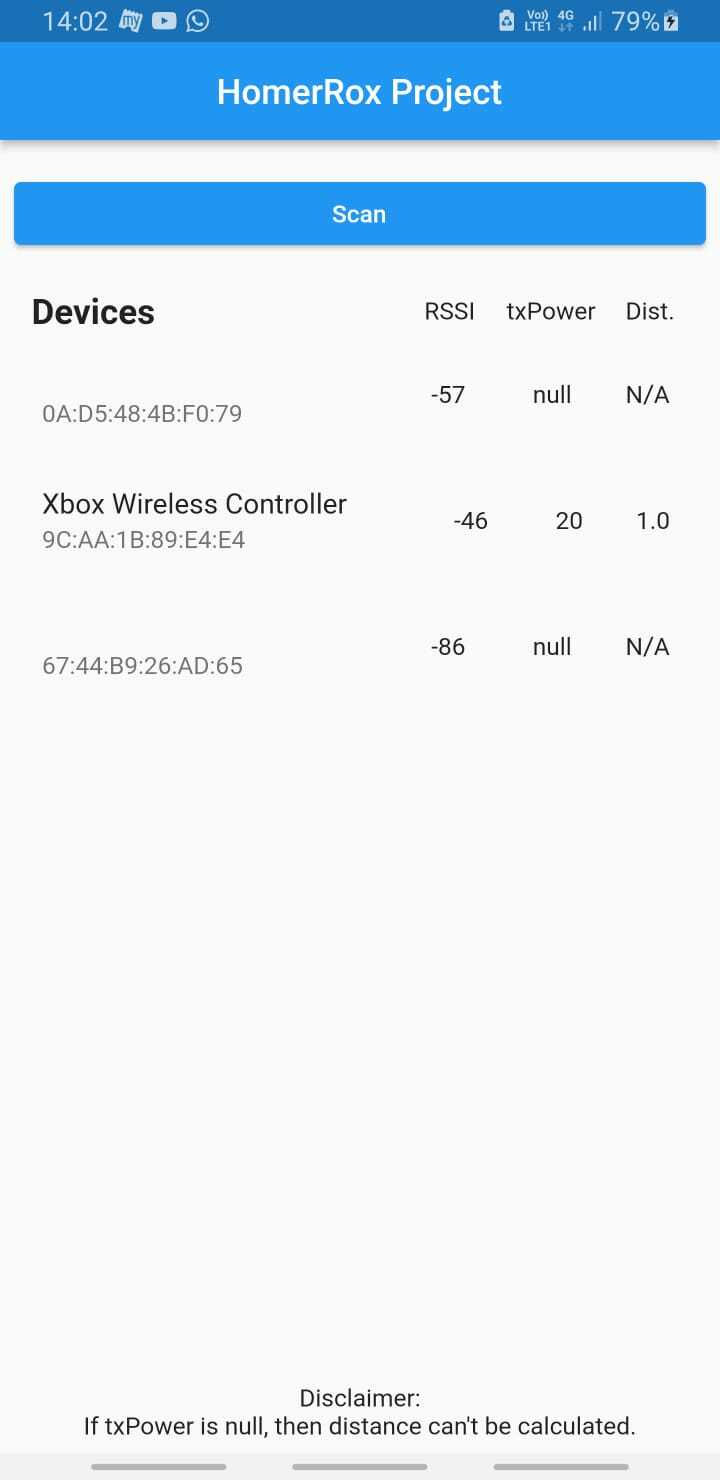 14:02 my Vo) LTE1 4G 79%
HomerRox Project
Scan
Devices RSSI txPower Dist.
-57 null N/A
0A:D5:48:4B:F0:79
Xbox Wireless Controller
-46 20 1.0
9C:AA:1B:89:E4:E4
-86 null N/A
67:44:B9:26:AD:65
Disclaimer:
If txPower is null, then distance can't be calculated.